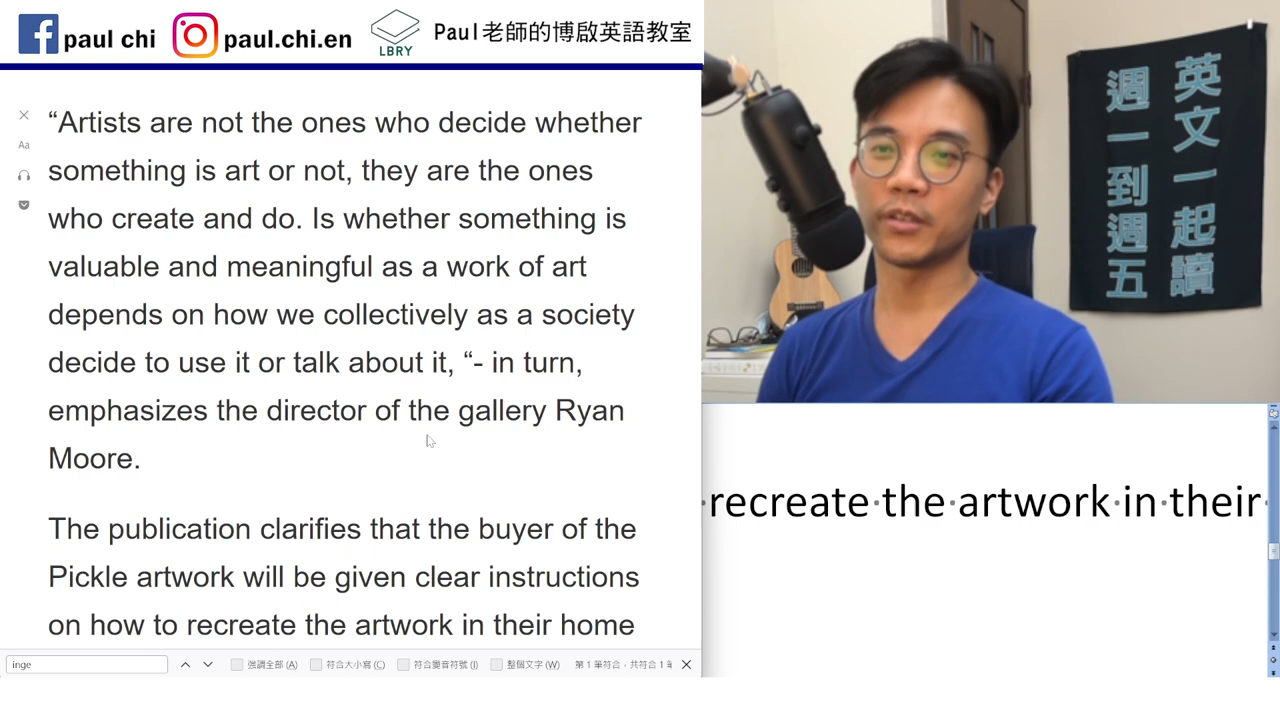 paul chi
paul.chi.en
LBRY
Paul老師的博啟英語教室
“Artists are not the ones who decide whether
something is art or not, they are the ones
who create and do. Is whether something is
valuable and meaningful as a work of art
depends on how we collectively as a society
decide to use it or talk about it, “- in turn,
emphasizes the director of the gallery Ryan
Moore.
The publication clarifies that the buyer of the
Pickle artwork will be given clear instructions
on how to recreate the artwork in their home
Aa
inge
強調全部 (A)
符合大小寫 (C)
符合變音符號 (I)
整個文字 (W)
第 1 筆符合，共符合 1
英文一起讀
週一到週五
recreate the artwork in their